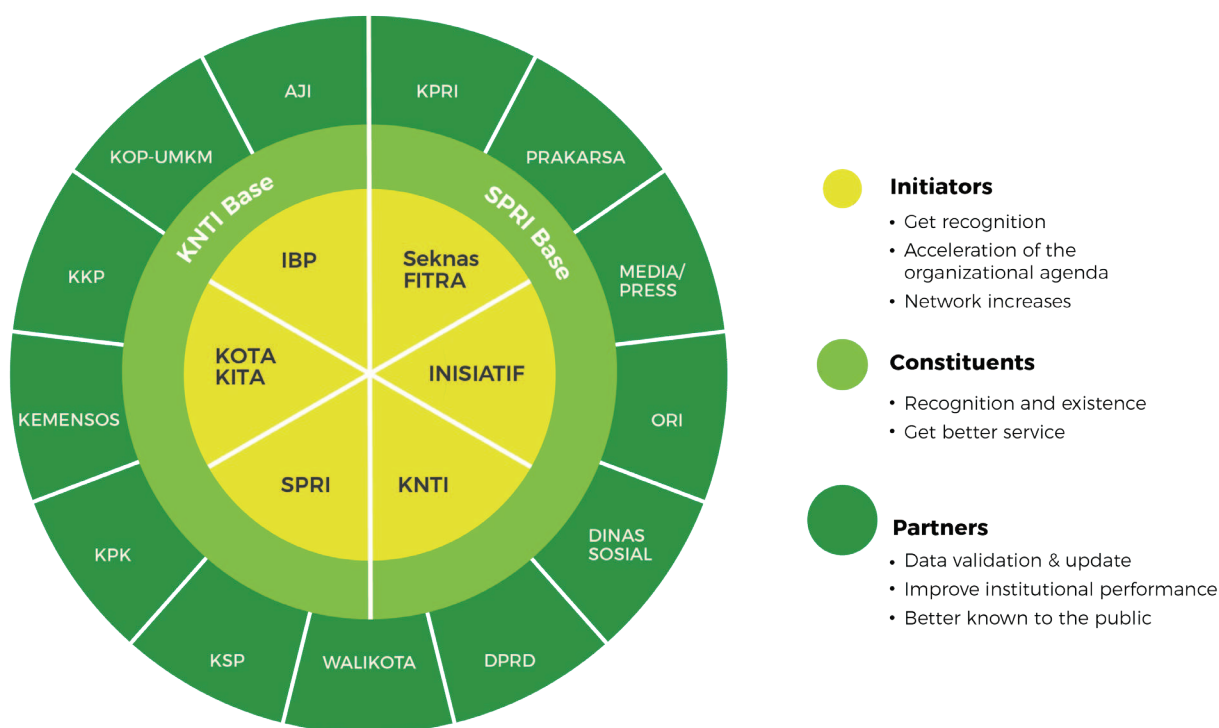 AJI
KPRI
KOP-UMKM
PRAKARSA
KNTI Base
SPRI Base
IBP
Seknas
FITRA
KKP
MEDIA/
PRESS
KOTA
KITA
INISIATIF
KEMENSOS
ORI
SPRI
KNTI
KPK
DINAS
SOSIAL
KSP
WALIKOTA
DPRD
Initiators
• Get recognition
• Acceleration of the
organizational agenda
• Network increases
Constituents
• Recognition and existence
• Get better service
Partners
• Data validation & update
• Improve institutional performance
• Better known to the public